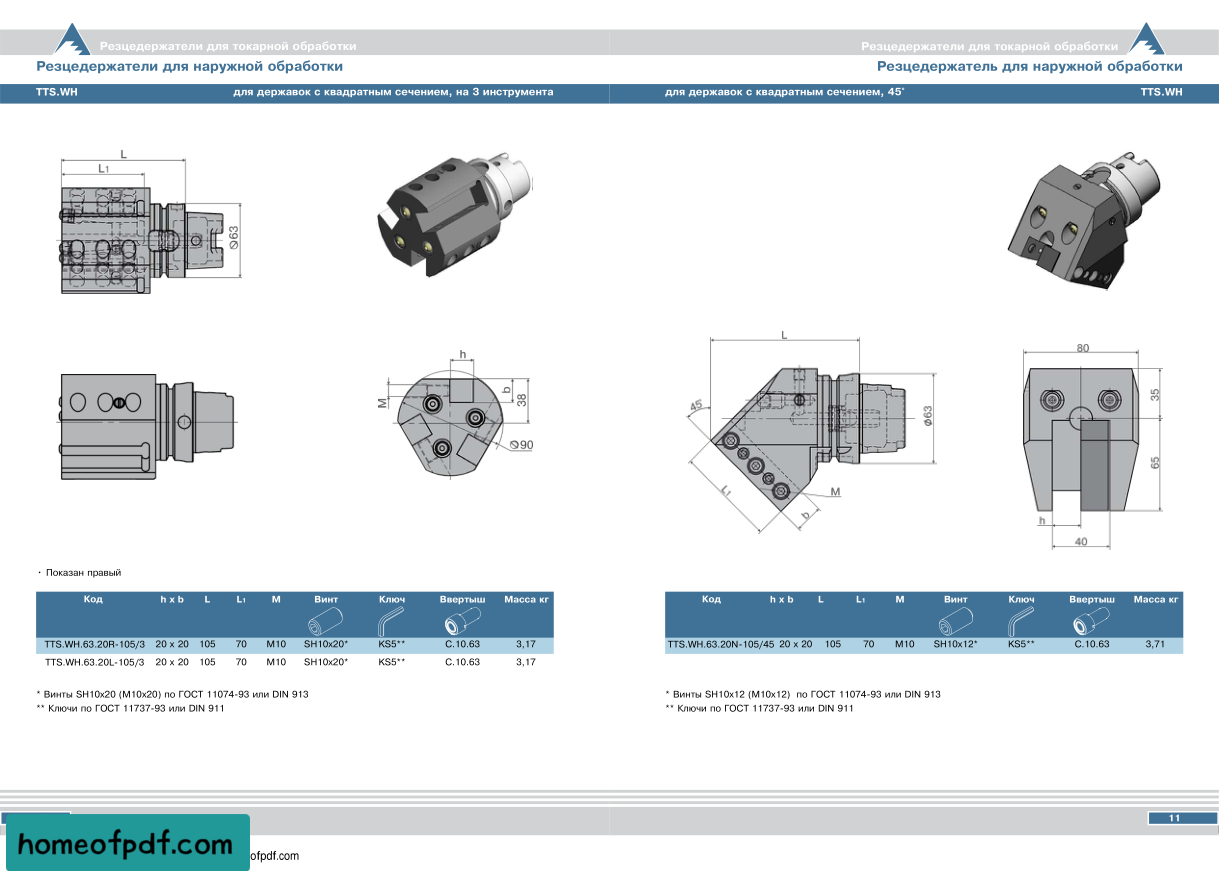 Резцедержатели для токарной обработки
Резцедержатели для наружной обработки
TTS.WH для державок с квадратным сечением, на 3 инструмента
L
L1
Ø63
h
b
38
M
Ø90
· Показан правый
Код h x b L L1 M Винт Ключ Ввертыш Масса кг
TTS.WH.63.20R-105/3 20 x 20 105 70 M10 SH10x20* KS5** C.10.63 3,17
TTS.WH.63.20L-105/3 20 x 20 105 70 M10 SH10x20* KS5** C.10.63 3,17
* Винты SH10x20 (M10x20) по ГОСТ 11074-93 или DIN 913
** Ключи по ГОСТ 11737-93 или DIN 911
Резцедержатели для токарной обработки
Резцедержатель для наружной обработки
для державок с квадратным сечением, 45° TTS.WH
L
45°
Ø63
L1
M
b
80
35
65
h
40
Код h x b L L1 M Винт Ключ Ввертыш Масса кг
TTS.WH.63.20N-105/45 20 x 20 105 70 M10 SH10x12* KS5** C.10.63 3,71
* Винты SH10x12 (M10x12) по ГОСТ 11074-93 или DIN 913
** Ключи по ГОСТ 11737-93 или DIN 911
11
homeofpdf.com
ofpdf.com